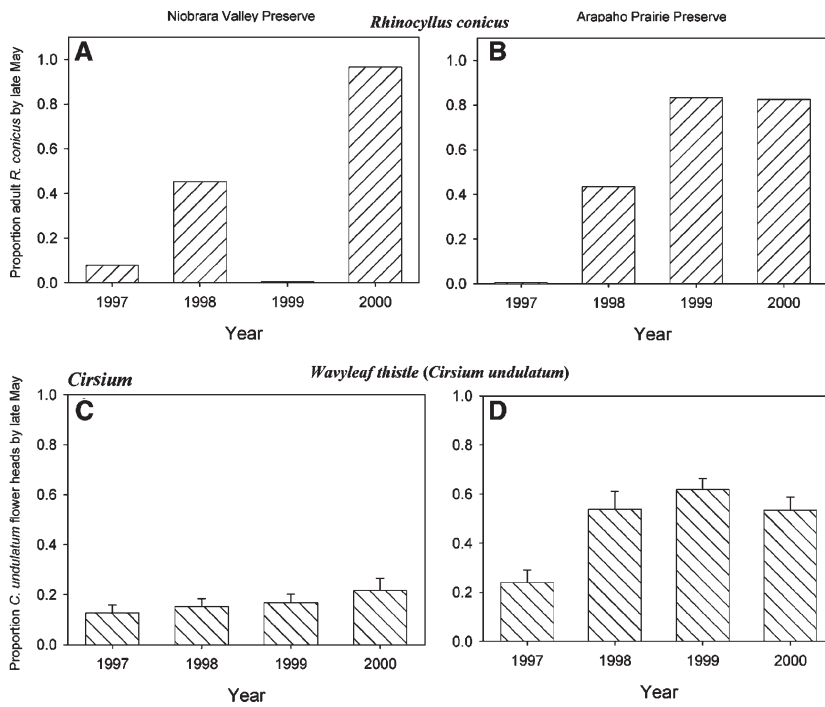 Niobrara Valley Preserve
Arapaho Prairie Preserve
Rhinocyllus conicus
A
Proportion adult R. conicus by late May
1.0
0.8
0.6
0.4
0.2
0.0
1997 1998 1999 2000
Year
B
1.0
0.8
0.6
0.4
0.2
0.0
1997 1998 1999 2000
Year
Cirsium
Wavyleaf thistle (Cirsium undulatum)
C
Proportion C. undulatum flower heads by late May
1.0
0.8
0.6
0.4
0.2
0.0
1997 1998 1999 2000
Year
D
1.0
0.8
0.6
0.4
0.2
0.0
1997 1998 1999 2000
Year